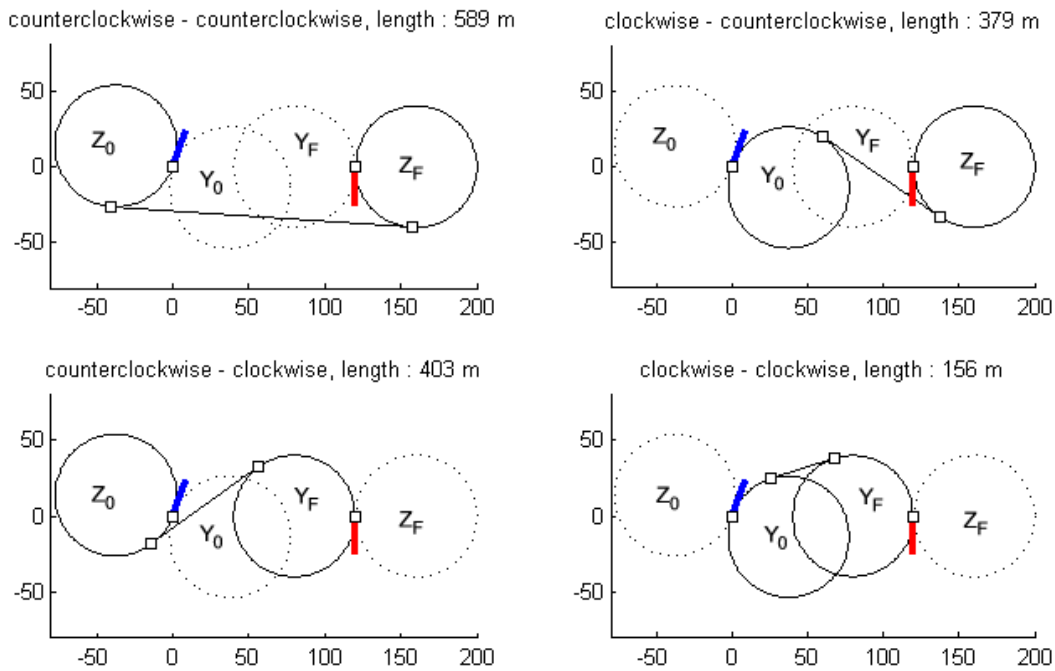 counterclockwise - counterclockwise, length : 589 m
50
0
-50
-50 0 50 100 150 200
Z0
Y0
YF
ZF
clockwise - counterclockwise, length : 379 m
50
0
-50
-50 0 50 100 150 200
Z0
Y0
YF
ZF
counterclockwise - clockwise, length : 403 m
50
0
-50
-50 0 50 100 150 200
Z0
Y0
YF
ZF
clockwise - clockwise, length : 156 m
50
0
-50
-50 0 50 100 150 200
Z0
Y0
YF
ZF